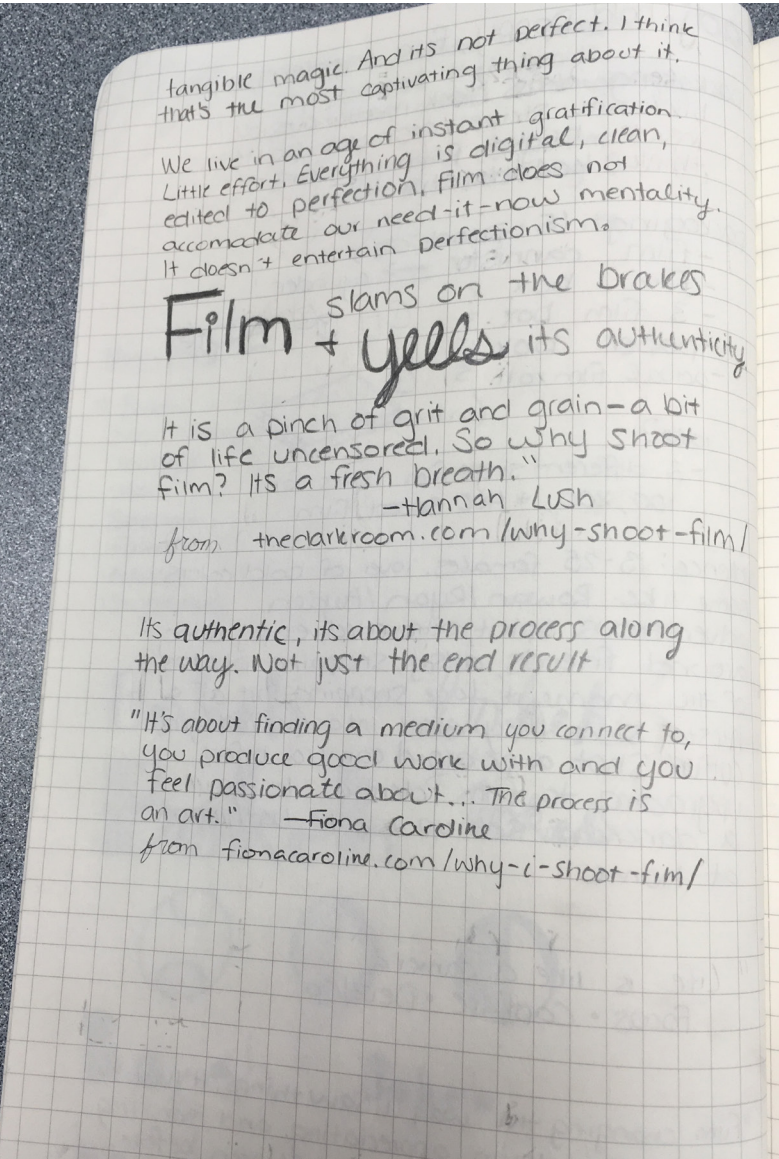 tangible magic. And its not perfect. I think
that's the most captivating thing about it.
We live in an age of instant gratification.
Little effort. Everything is digital, clean,
edited to perfection. Film does not
accomadate our need-it-now mentality.
It doesn't entertain perfectionism.
Film slams on the brakes
+ yells its authenticity
It is a pinch of grit and grain-a bit
of life uncensored. So why shoot
film? Its a fresh breath."
-Hannah Lush
from thedarkroom.com/why-shoot-film/
Its authentic, its about the process along
the way. Not just the end result
"It's about finding a medium you connect to,
you produce good work with and you
feel passionate about... The process is
an art." -Fiona Caroline
from fionacaroline.com/why-i-shoot-fim/